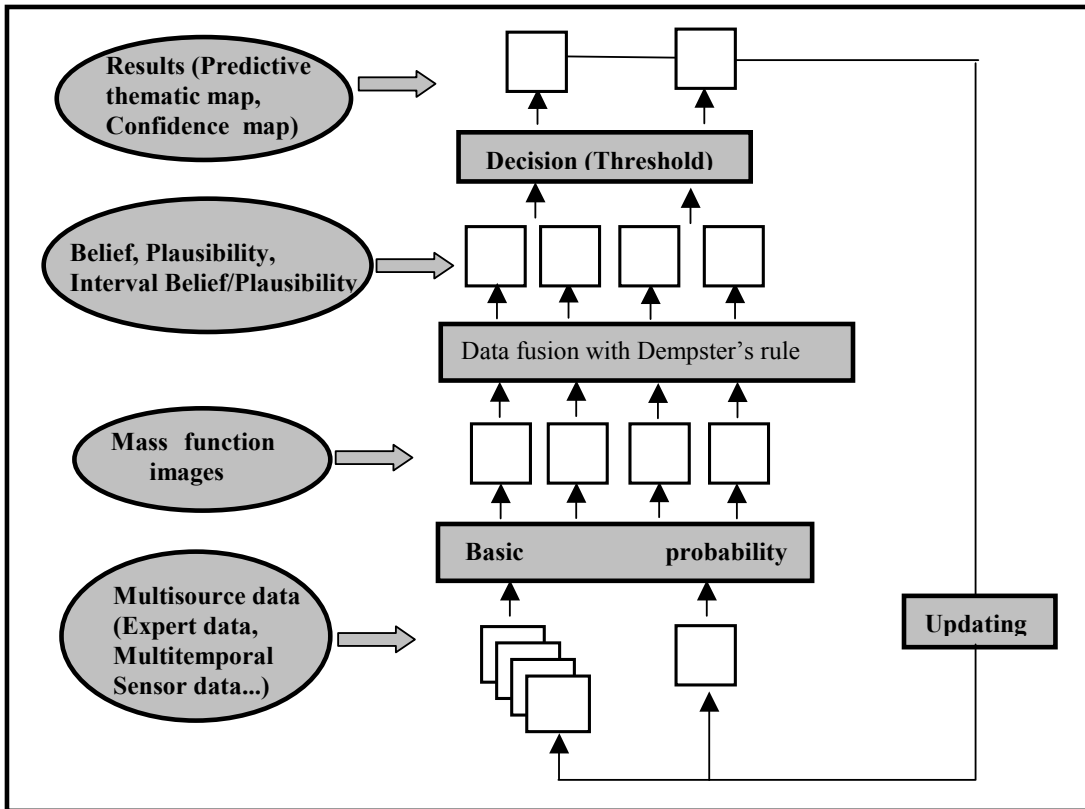 Results (Predictive
thematic map,
Confidence map)
Decision (Threshold)
Belief, Plausibility,
Interval Belief/Plausibility
Data fusion with Dempster’s rule
Mass function
images
Basic probability
Multisource data
(Expert data,
Multitemporal
Sensor data...)
Updating